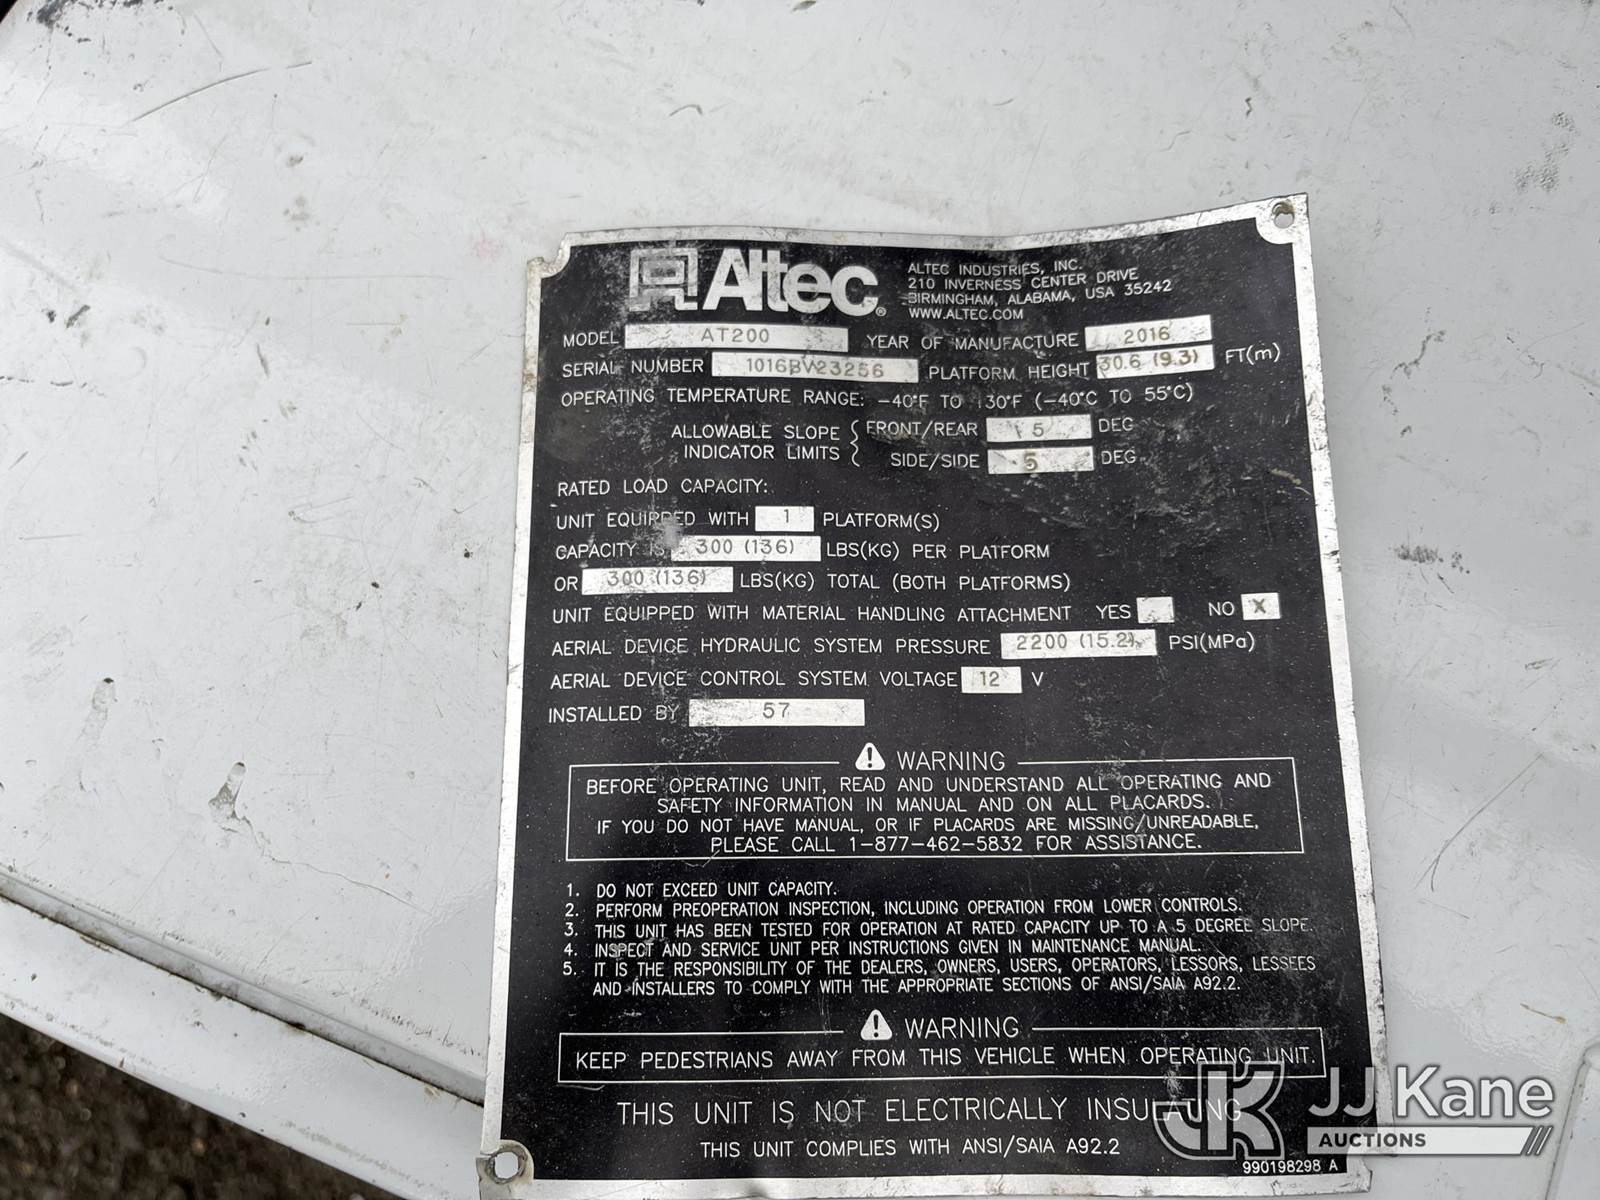 Altec®
ALTEC INDUSTRIES, INC.
210 INVERNESS CENTER DRIVE
BIRMINGHAM, ALABAMA, USA 35242
WWW.ALTEC.COM
MODEL AT200 YEAR OF MANUFACTURE 2016
SERIAL NUMBER 1016BV23256 PLATFORM HEIGHT 30.6 (9.3) FT(m)
OPERATING TEMPERATURE RANGE: -40°F TO 130°F (-40°C TO 55°C)
ALLOWABLE SLOPE INDICATOR LIMITS { FRONT/REAR 5 DEG
SIDE/SIDE 5 DEG
RATED LOAD CAPACITY:
UNIT EQUIPPED WITH 1 PLATFORM(S)
CAPACITY IS 300 (136) LBS(KG) PER PLATFORM
OR 300 (136) LBS(KG) TOTAL (BOTH PLATFORMS)
UNIT EQUIPPED WITH MATERIAL HANDLING ATTACHMENT YES NO X
AERIAL DEVICE HYDRAULIC SYSTEM PRESSURE 2200 (15.2) PSI(MPa)
AERIAL DEVICE CONTROL SYSTEM VOLTAGE 12 V
INSTALLED BY 57
WARNING
BEFORE OPERATING UNIT, READ AND UNDERSTAND ALL OPERATING AND
SAFETY INFORMATION IN MANUAL AND ON ALL PLACARDS.
IF YOU DO NOT HAVE MANUAL, OR IF PLACARDS ARE MISSING/UNREADABLE,
PLEASE CALL 1-877-462-5832 FOR ASSISTANCE.
1. DO NOT EXCEED UNIT CAPACITY.
2. PERFORM PREOPERATION INSPECTION, INCLUDING OPERATION FROM LOWER CONTROLS.
3. THIS UNIT HAS BEEN TESTED FOR OPERATION AT RATED CAPACITY UP TO A 5 DEGREE SLOPE.
4. INSPECT AND SERVICE UNIT PER INSTRUCTIONS GIVEN IN MAINTENANCE MANUAL.
5. IT IS THE RESPONSIBILITY OF THE DEALERS, OWNERS, USERS, OPERATORS, LESSORS, LESSEES
AND INSTALLERS TO COMPLY WITH THE APPROPRIATE SECTIONS OF ANSI/SAIA A92.2.
WARNING
KEEP PEDESTRIANS AWAY FROM THIS VEHICLE WHEN OPERATING UNIT.
THIS UNIT IS NOT ELECTRICALLY INSULATING
THIS UNIT COMPLIES WITH ANSI/SAIA A92.2
990198298 A
JK JJ Kane
AUCTIONS